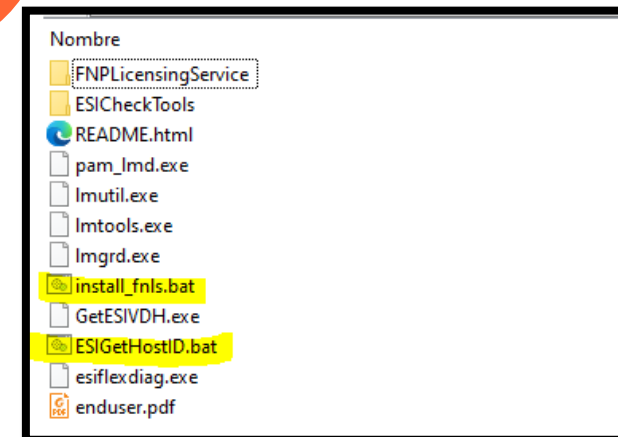 Nombre
FNPLicensingService
ESICheckTools
README.html
pam_lmd.exe
lmutil.exe
lmtools.exe
lmgrd.exe
install_fnls.bat
GetESIVDH.exe
ESIGetHostID.bat
esiflexdiag.exe
enduser.pdf